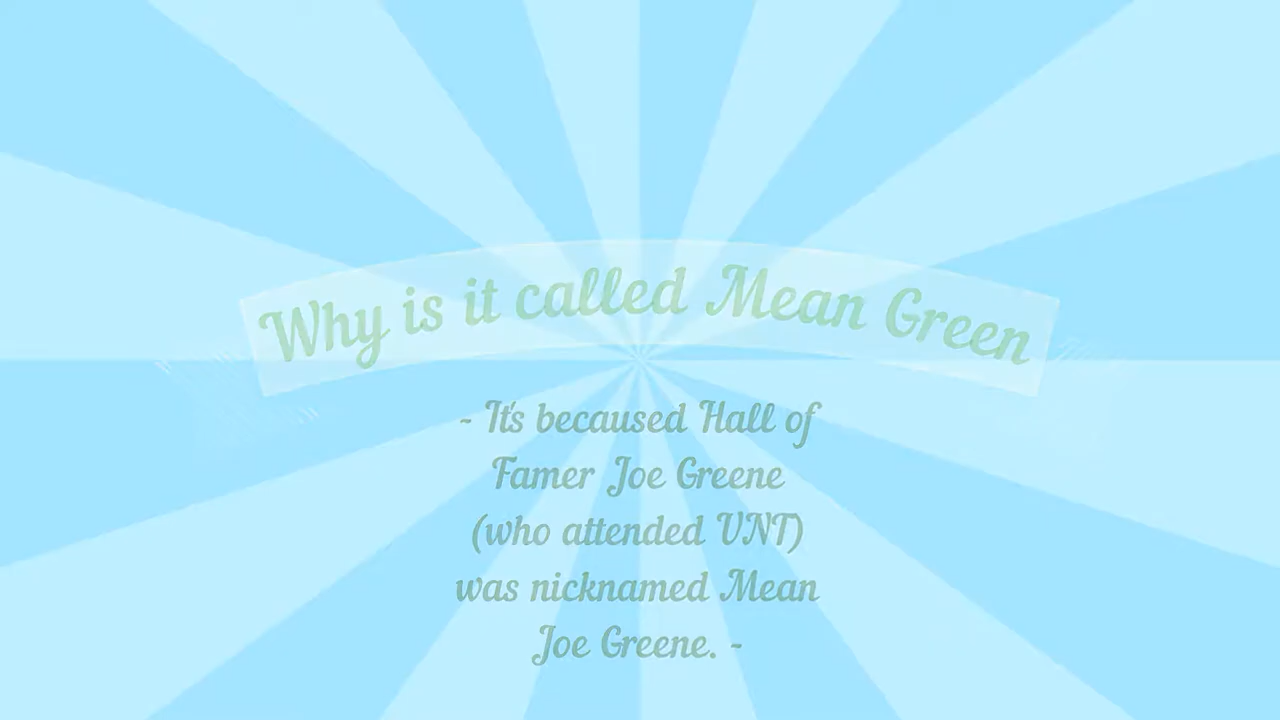 Why is it called Mean Green
- It's becaused Hall of
Famer Joe Greene
(who attended UNT)
was nicknamed Mean
Joe Greene. -